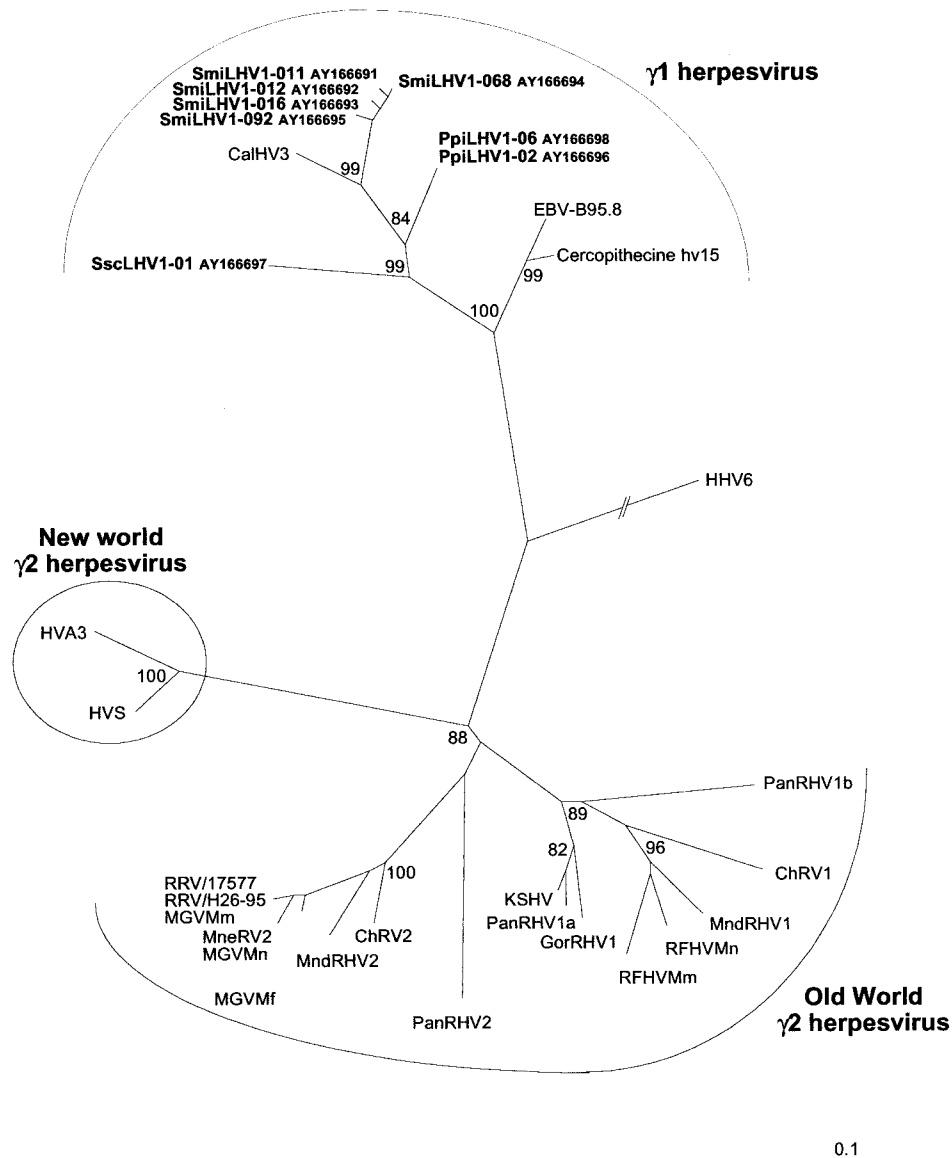 γ1 herpesvirus
SmiLHV1-011 AY166691
SmiLHV1-012 AY166692
SmiLHV1-016 AY166693
SmiLHV1-092 AY166695
SmiLHV1-068 AY166694
PpiLHV1-06 AY166698
PpiLHV1-02 AY166696
CalHV3
99
84
EBV-B95.8
Cercopithecine hv15
99
SscLHV1-01 AY166697
99
100
HHV6
New world
γ2 herpesvirus
HVA3
100
HVS
88
PanRHV1b
89
96
82
ChRV1
100
RRV/17577
RRV/H26-95
MGVMm
MneRV2
MGVMn
MGVMf
MndRHV2
ChRV2
PanRHV2
KSHV
PanRHV1a
GorRHV1
MndRHV1
RFHVMn
RFHVMm
Old World
γ2 herpesvirus
0.1